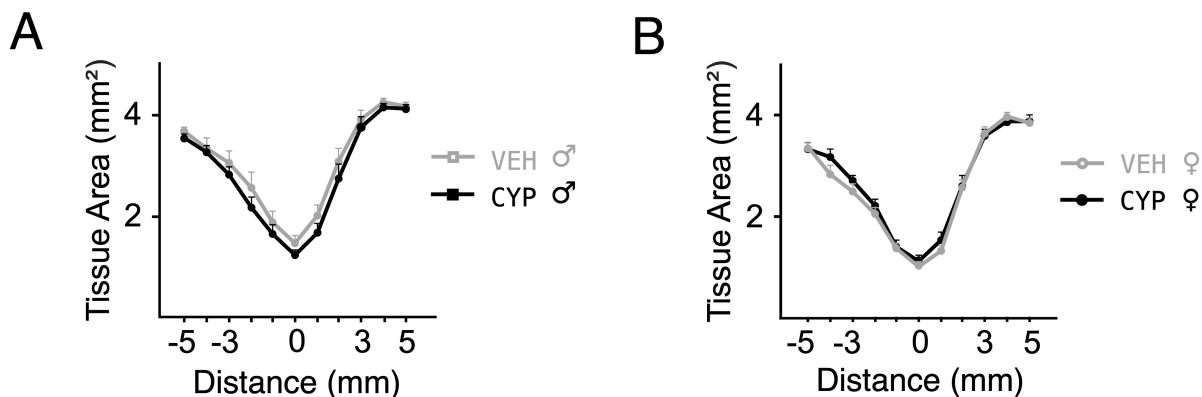 A
Tissue Area (mm²)
4
2
-5 -3 0 3 5
Distance (mm)
VEH ♂
CYP ♂
B
Tissue Area (mm²)
4
2
-5 -3 0 3 5
Distance (mm)
VEH ♀
CYP ♀